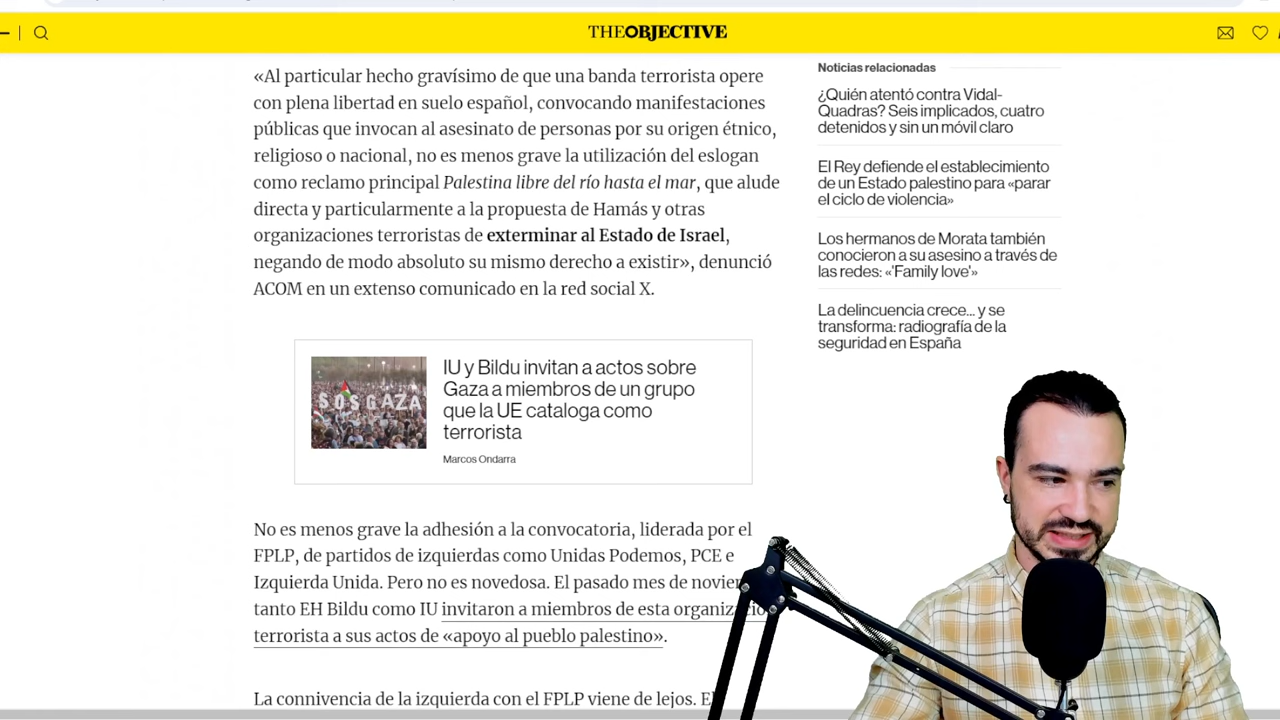 THEOBJECTIVE
«Al particular hecho gravísimo de que una banda terrorista opere
con plena libertad en suelo español, convocando manifestaciones
públicas que invocan al asesinato de personas por su origen étnico,
religioso o nacional, no es menos grave la utilización del eslogan
como reclamo principal Palestina libre del río hasta el mar, que alude
directa y particularmente a la propuesta de Hamás y otras
organizaciones terroristas de exterminar al Estado de Israel,
negando de modo absoluto su mismo derecho a existir», denunció
ACOM en un extenso comunicado en la red social X.
SOS GAZA
IU y Bildu invitan a actos sobre
Gaza a miembros de un grupo
que la UE cataloga como
terrorista
Marcos Ondarra
No es menos grave la adhesión a la convocatoria, liderada por el
FPLP, de partidos de izquierdas como Unidas Podemos, PCE e
Izquierda Unida. Pero no es novedosa. El pasado mes de
tanto EH Bildu como IU invitaron a miembros de esta
terrorista a sus actos de «apoyo al pueblo palestino».
La connivencia de la izquierda con el FPLP viene de lejos.
Noticias relacionadas
¿Quién atentó contra Vidal-
Quadras? Seis implicados, cuatro
detenidos y sin un móvil claro
El Rey defiende el establecimiento
de un Estado palestino para «parar
el ciclo de violencia»
Los hermanos de Morata también
conocieron a su asesino a través de
las redes: «'Family love'»
La delincuencia crece... y se
transforma: radiografía de la
seguridad en España